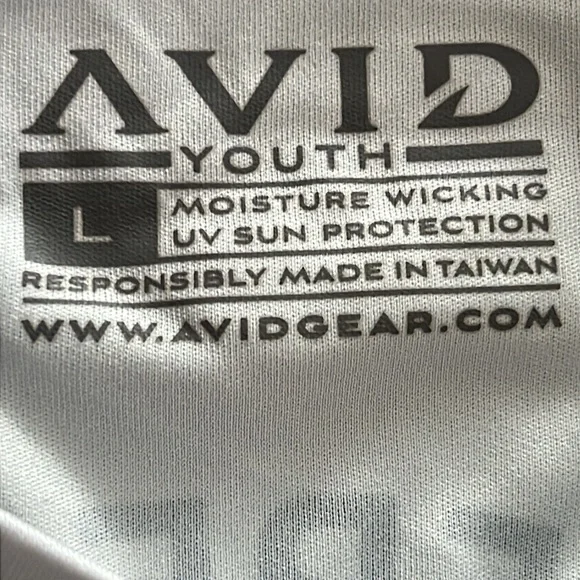 AVID
YOUTH
L
MOISTURE WICKING
UV SUN PROTECTION
RESPONSIBLY MADE IN TAIWAN
WWW.AVIDGEAR.COM